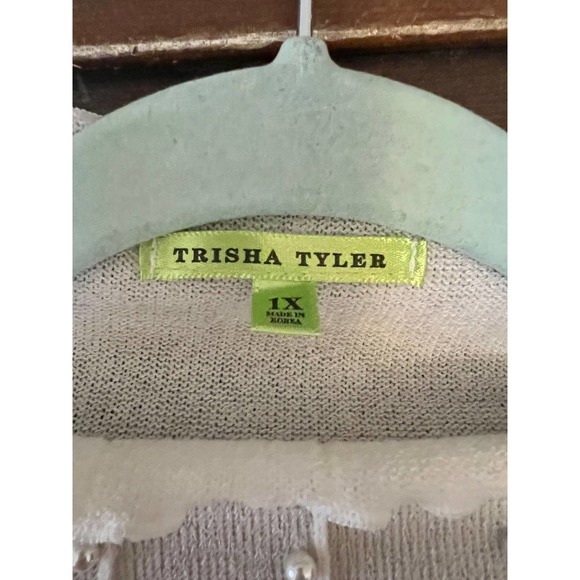 TRISHA TYLER
1X
MADE IN
KOREA